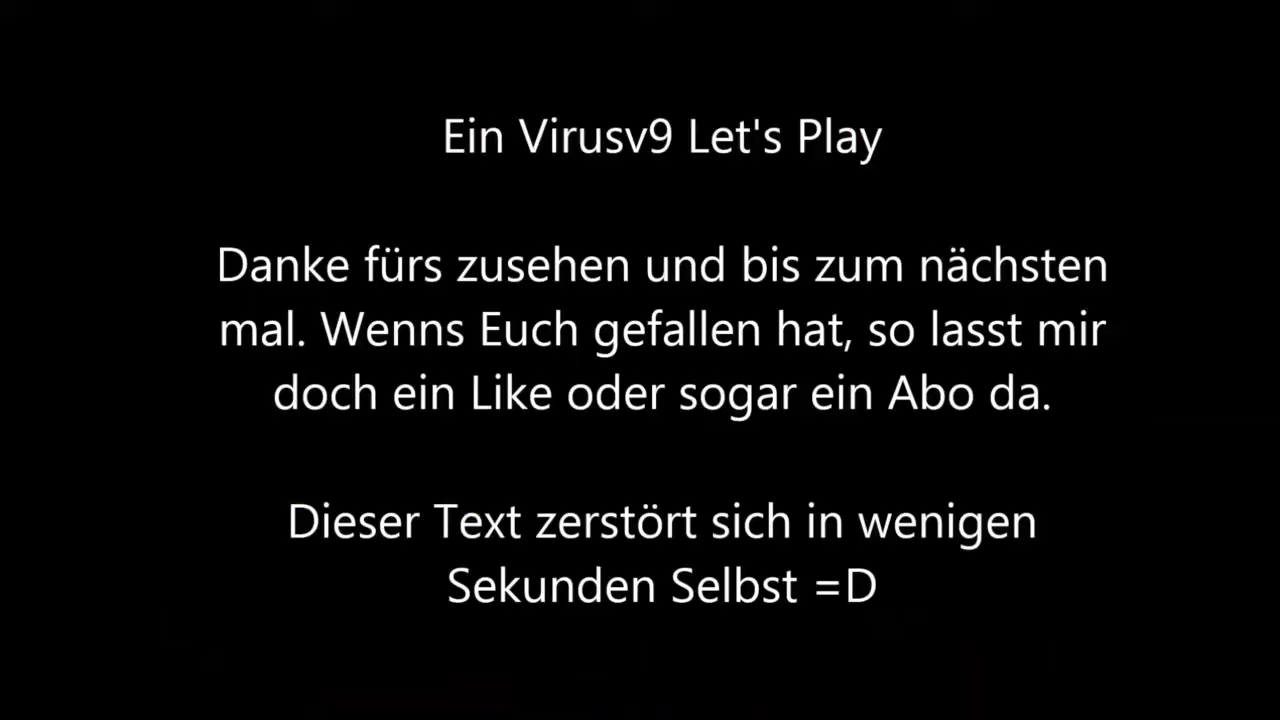 Ein Virusv9 Let's Play
Danke fürs zusehen und bis zum nächsten
mal. Wenns Euch gefallen hat, so lasst mir
doch ein Like oder sogar ein Abo da.
Dieser Text zerstört sich in wenigen
Sekunden Selbst =D